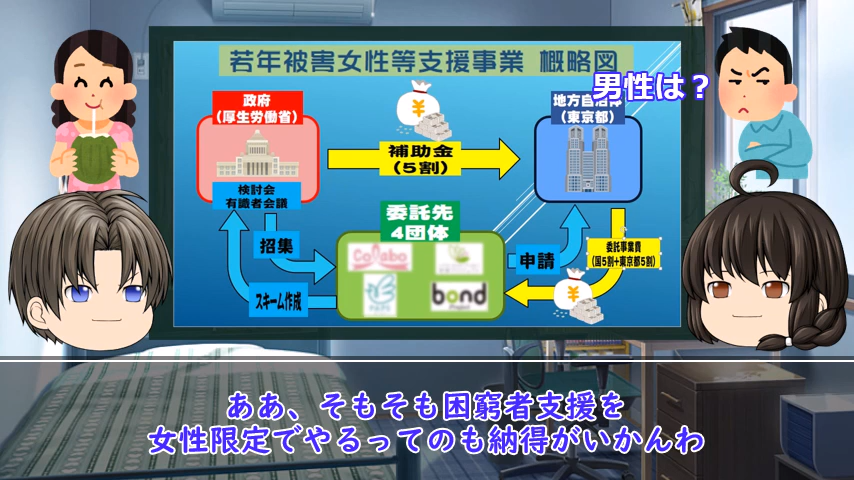 若年被害女性等支援事業 概略図
男性は？
政府
(厚生労働省)
補助金
(5割)
地方自治体
(東京都)
検討会
有識者会議
委託先
4団体
招集
スキーム作成
Colabo
bond
申請
委託事業費
(国5割+東京都5割)
ああ、そもそも困窮者支援を
女性限定でやるってのも納得がいかんわ